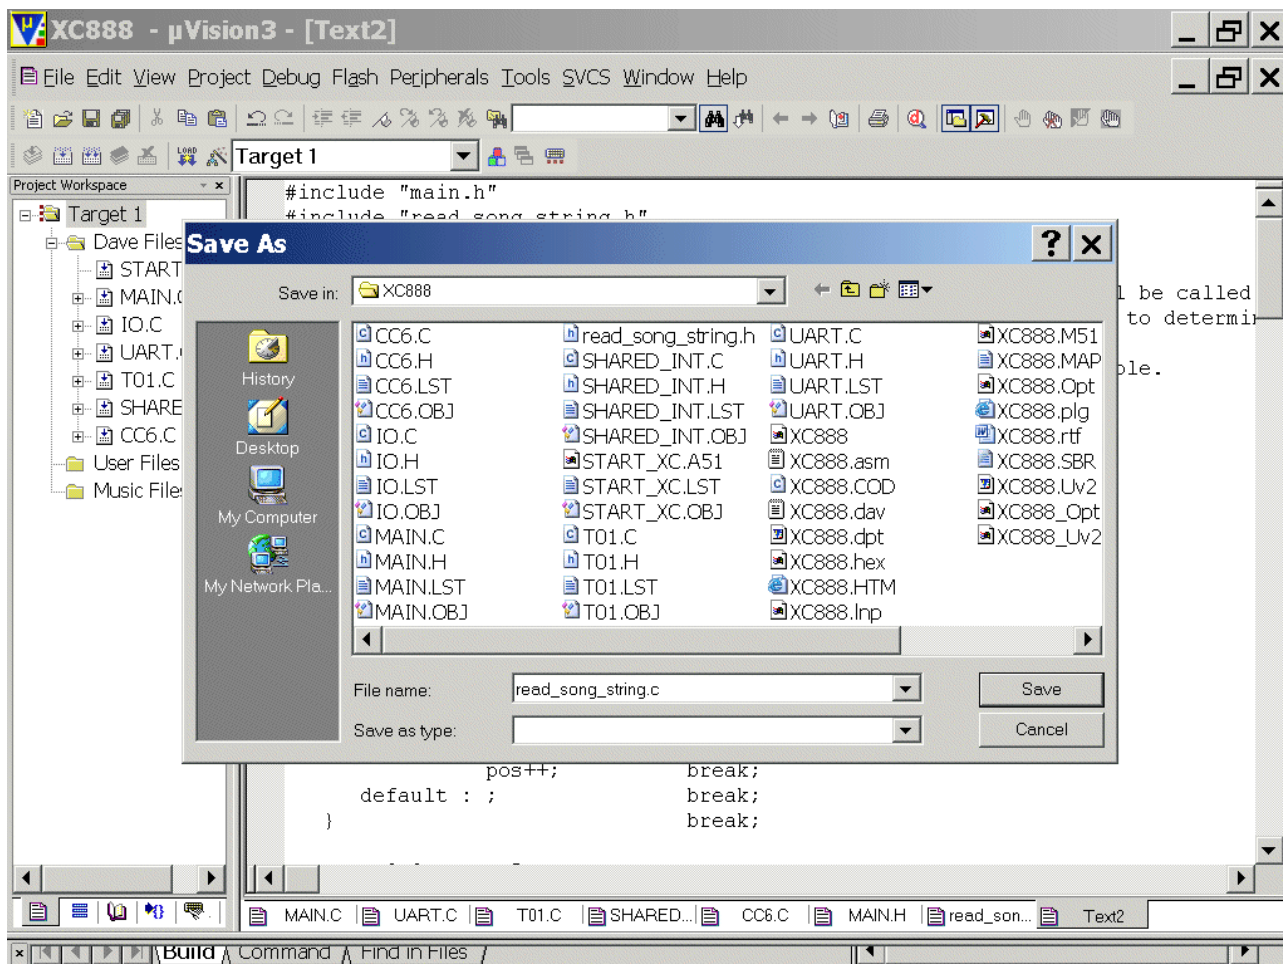 XC888 - µVision3 - [Text2]
File Edit View Project Debug Flash Peripherals Tools SVCS Window Help
LOAD
Target 1
Project Workspace
Target 1
Dave Files
START
MAIN.C
IO.C
UART.
T01.C
SHARE
CC6.C
User Files
Music File
#include "main.h"
#include "read_song_string.h"
l be called
to determin
ole.
Save As
Save in:
XC888
History
Desktop
My Computer
My Network Pla...
CC6.C
CC6.H
CC6.LST
CC6.OBJ
IO.C
IO.H
IO.LST
IO.OBJ
MAIN.C
MAIN.H
MAIN.LST
MAIN.OBJ
read_song_string.h
SHARED_INT.C
SHARED_INT.H
SHARED_INT.LST
SHARED_INT.OBJ
START_XC.A51
START_XC.LST
START_XC.OBJ
T01.C
T01.H
T01.LST
T01.OBJ
UART.C
UART.H
UART.LST
UART.OBJ
XC888
XC888.asm
XC888.COD
XC888.dav
XC888.dpt
XC888.hex
XC888.HTM
XC888.lnp
XC888.M51
XC888.MAP
XC888.Opt
XC888.plg
XC888.rtf
XC888.SBR
XC888.Uv2
XC888_Opt
XC888_Uv2
File name:
read_song_string.c
Save
Save as type:
Cancel
pos++; break;
default : ; break;
} break;
MAIN.C UART.C T01.C SHARED... CC6.C MAIN.H read_son... Text2
Build Command Find in Files